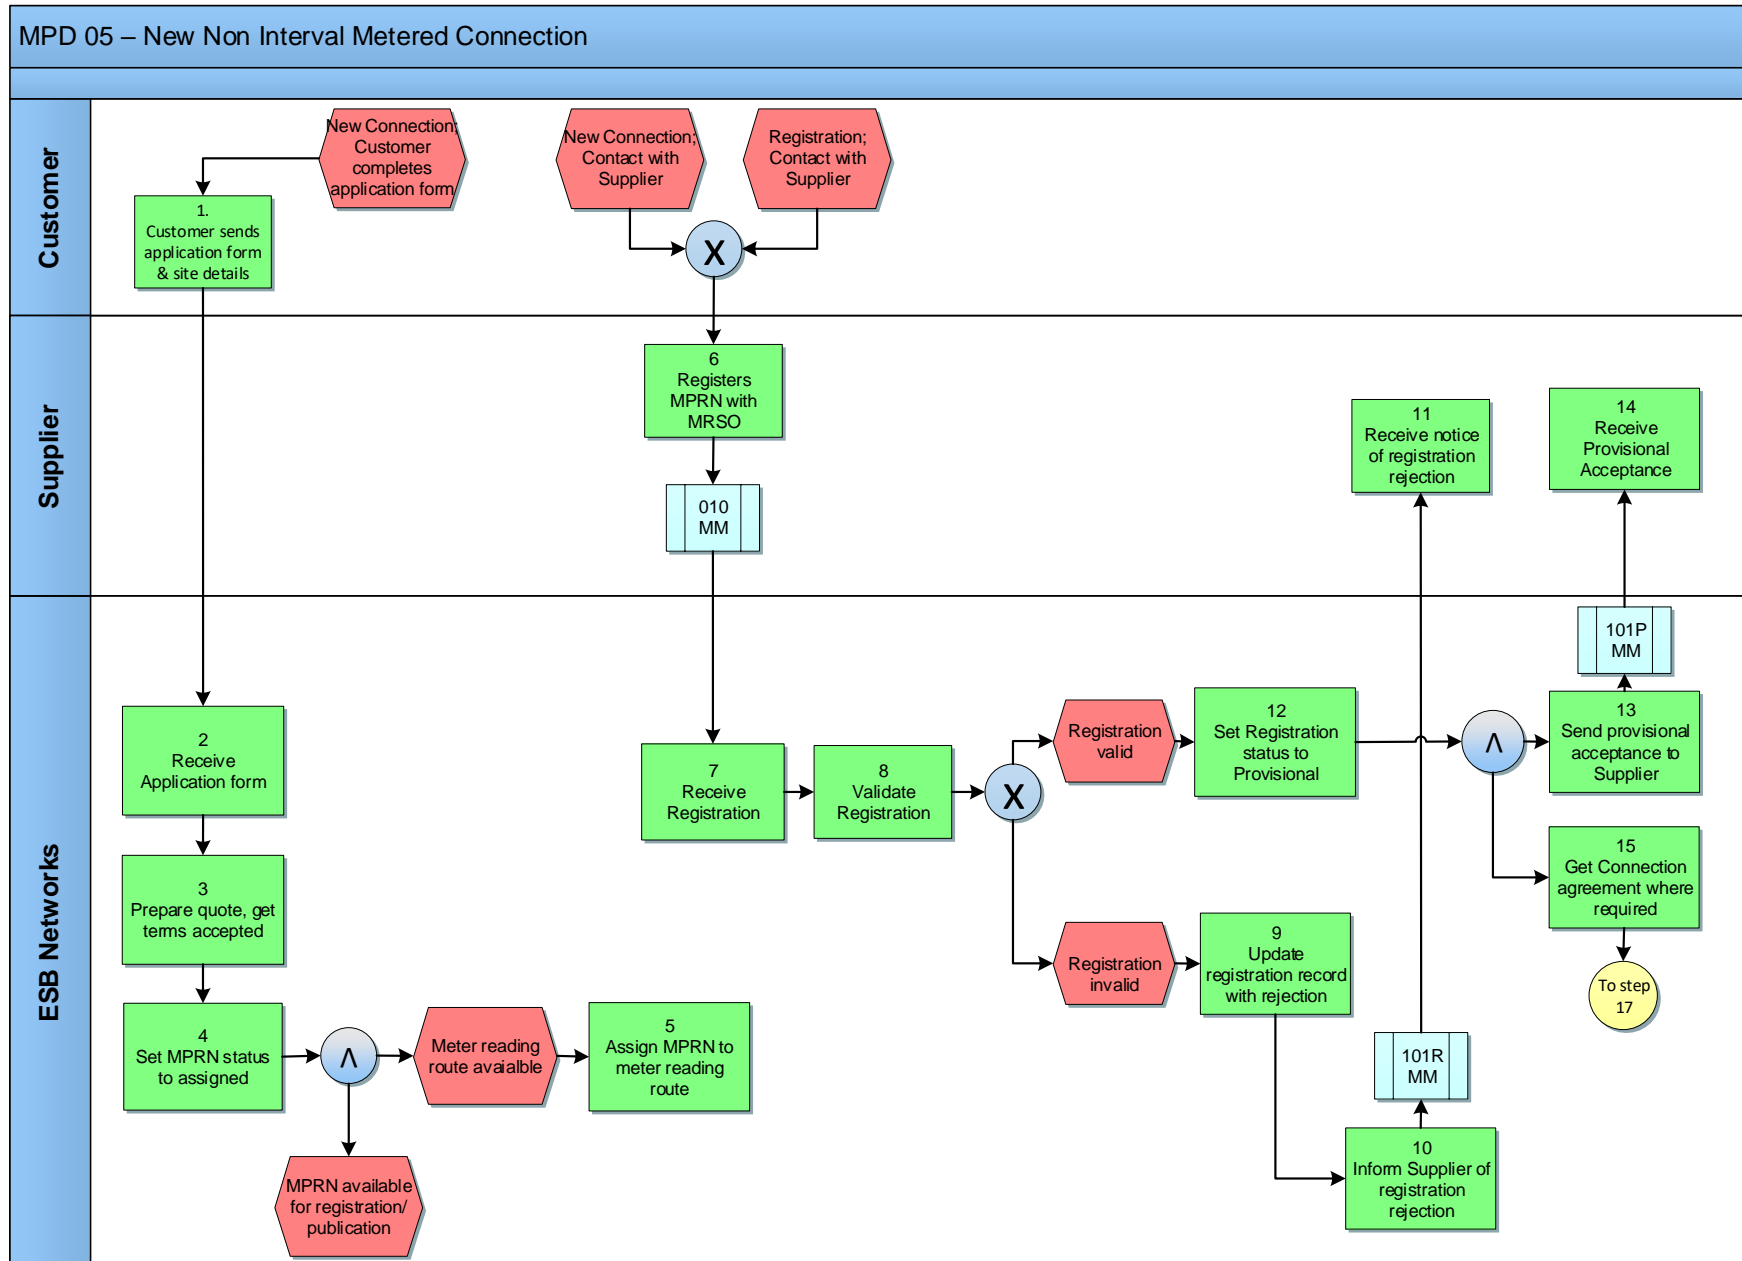 MPD 05 – New Non Interval Metered Connection
Customer
New Connection;
Customer
completes
application form
New Connection;
Contact with
Supplier
Registration;
Contact with
Supplier
1.
Customer sends
application form
& site details
X
Supplier
6
Registers
MPRN with
MRSO
010
MM
11
Receive notice
of registration
rejection
14
Receive
Provisional
Acceptance
ESB Networks
101P
MM
2
Receive
Application form
7
Receive
Registration
8
Validate
Registration
X
Registration
valid
12
Set Registration
status to
Provisional
Λ
13
Send provisional
acceptance to
Supplier
15
Get Connection
agreement where
required
3
Prepare quote, get
terms accepted
Registration
invalid
9
Update
registration record
with rejection
To step
17
4
Set MPRN status
to assigned
Λ
Meter reading
route avaialble
5
Assign MPRN to
meter reading
route
101R
MM
MPRN available
for registration/
publication
10
Inform Supplier of
registration
rejection